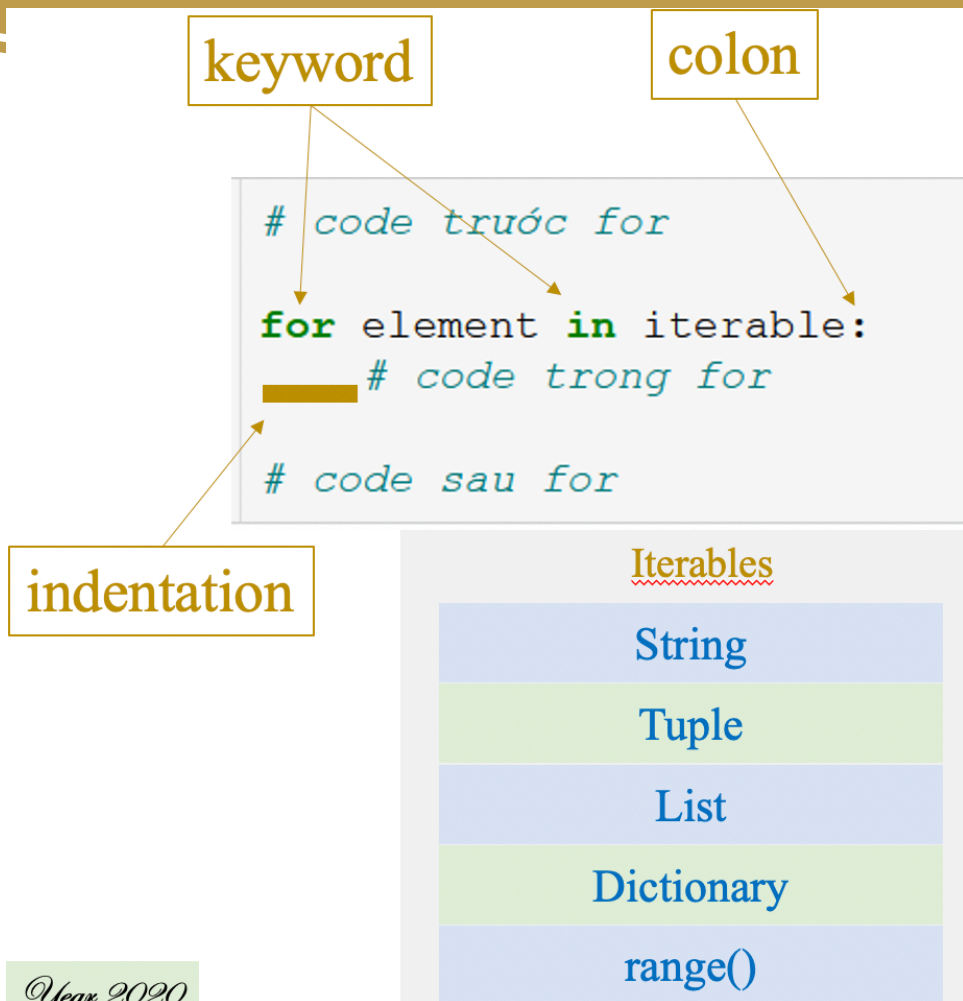 keyword
colon
# code trước for
for element in iterable:
# code trong for
# code sau for
indentation
Iterables
String
Tuple
List
Dictionary
range()
Year 2020